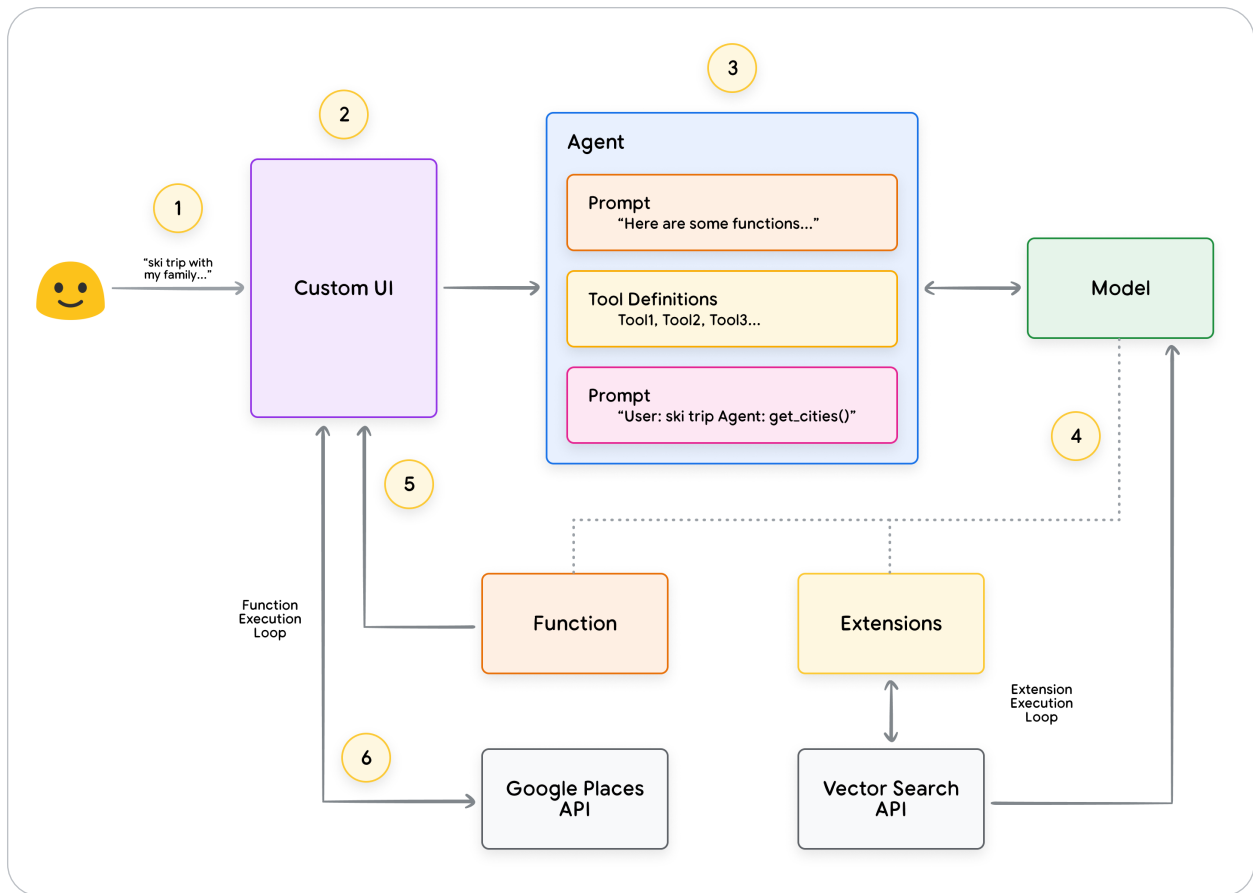 3
2
Agent
1
Prompt
“Here are some functions...”
“ski trip with
my family...”
Custom UI
Tool Definitions
Tool1, Tool2, Tool3...
Model
Prompt
“User: ski trip Agent: get_cities()”
4
5
Function
Execution
Loop
Function
Extensions
Extension
Execution
Loop
6
Google Places
API
Vector Search
API